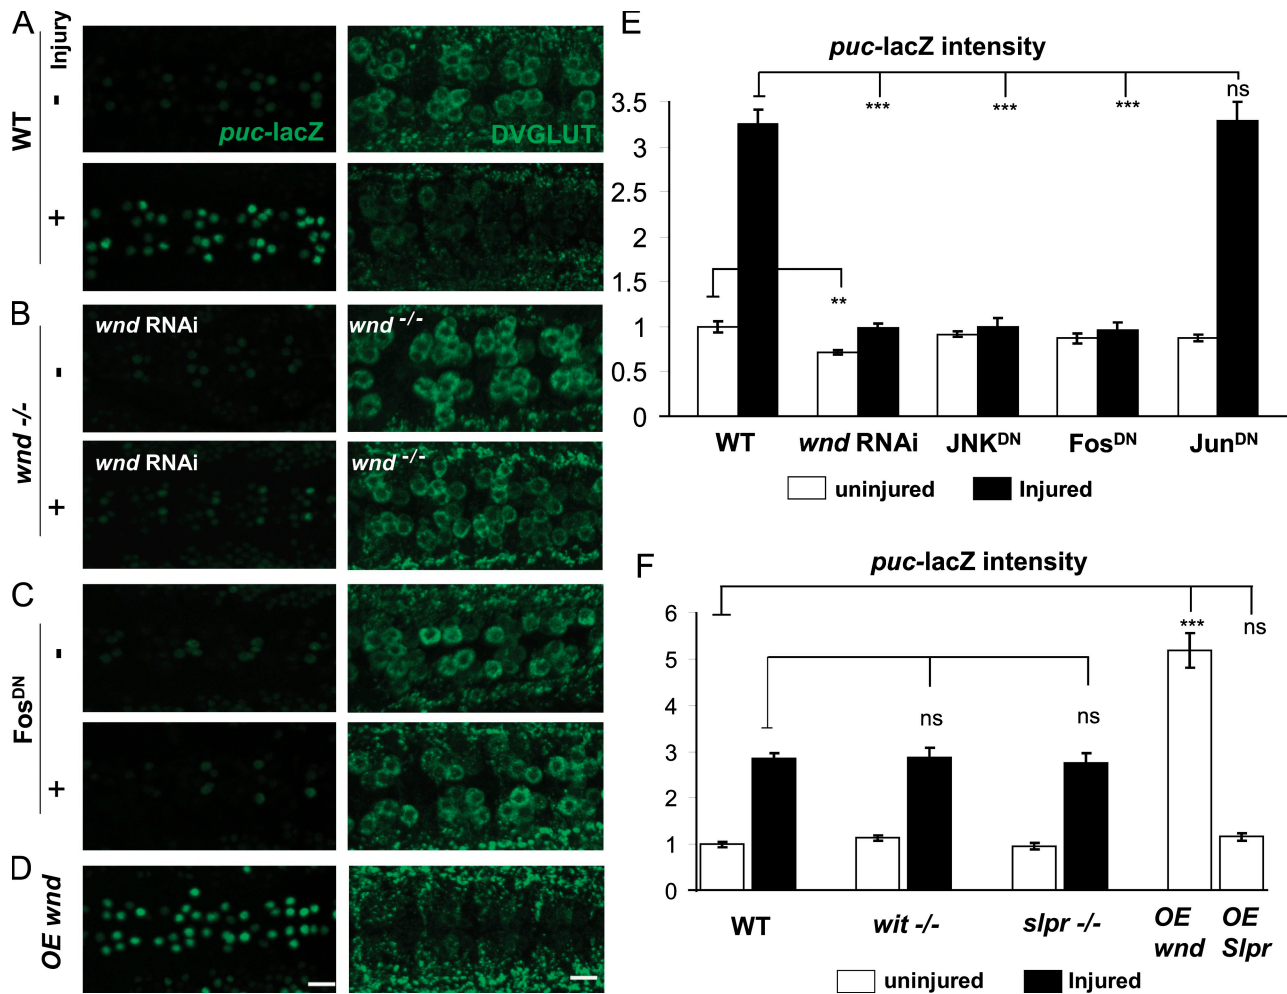 A
Injury
WT
-
+
puc-lacZ
DVGLUT
B
wnd -/-
-
+
wnd RNAi
wnd -/-
wnd RNAi
wnd -/-
C
FosDN
-
+
D
OE wnd
E
puc-lacZ intensity
*** *** *** ns
**
3.5
3
2.5
2
1.5
1
0.5
0
WT wnd RNAi JNKDN FosDN JunDN
uninjured Injured
F
puc-lacZ intensity
*** ns
ns ns
6
5
4
3
2
1
0
WT wit -/- slpr -/- OE wnd OE Slpr
uninjured Injured